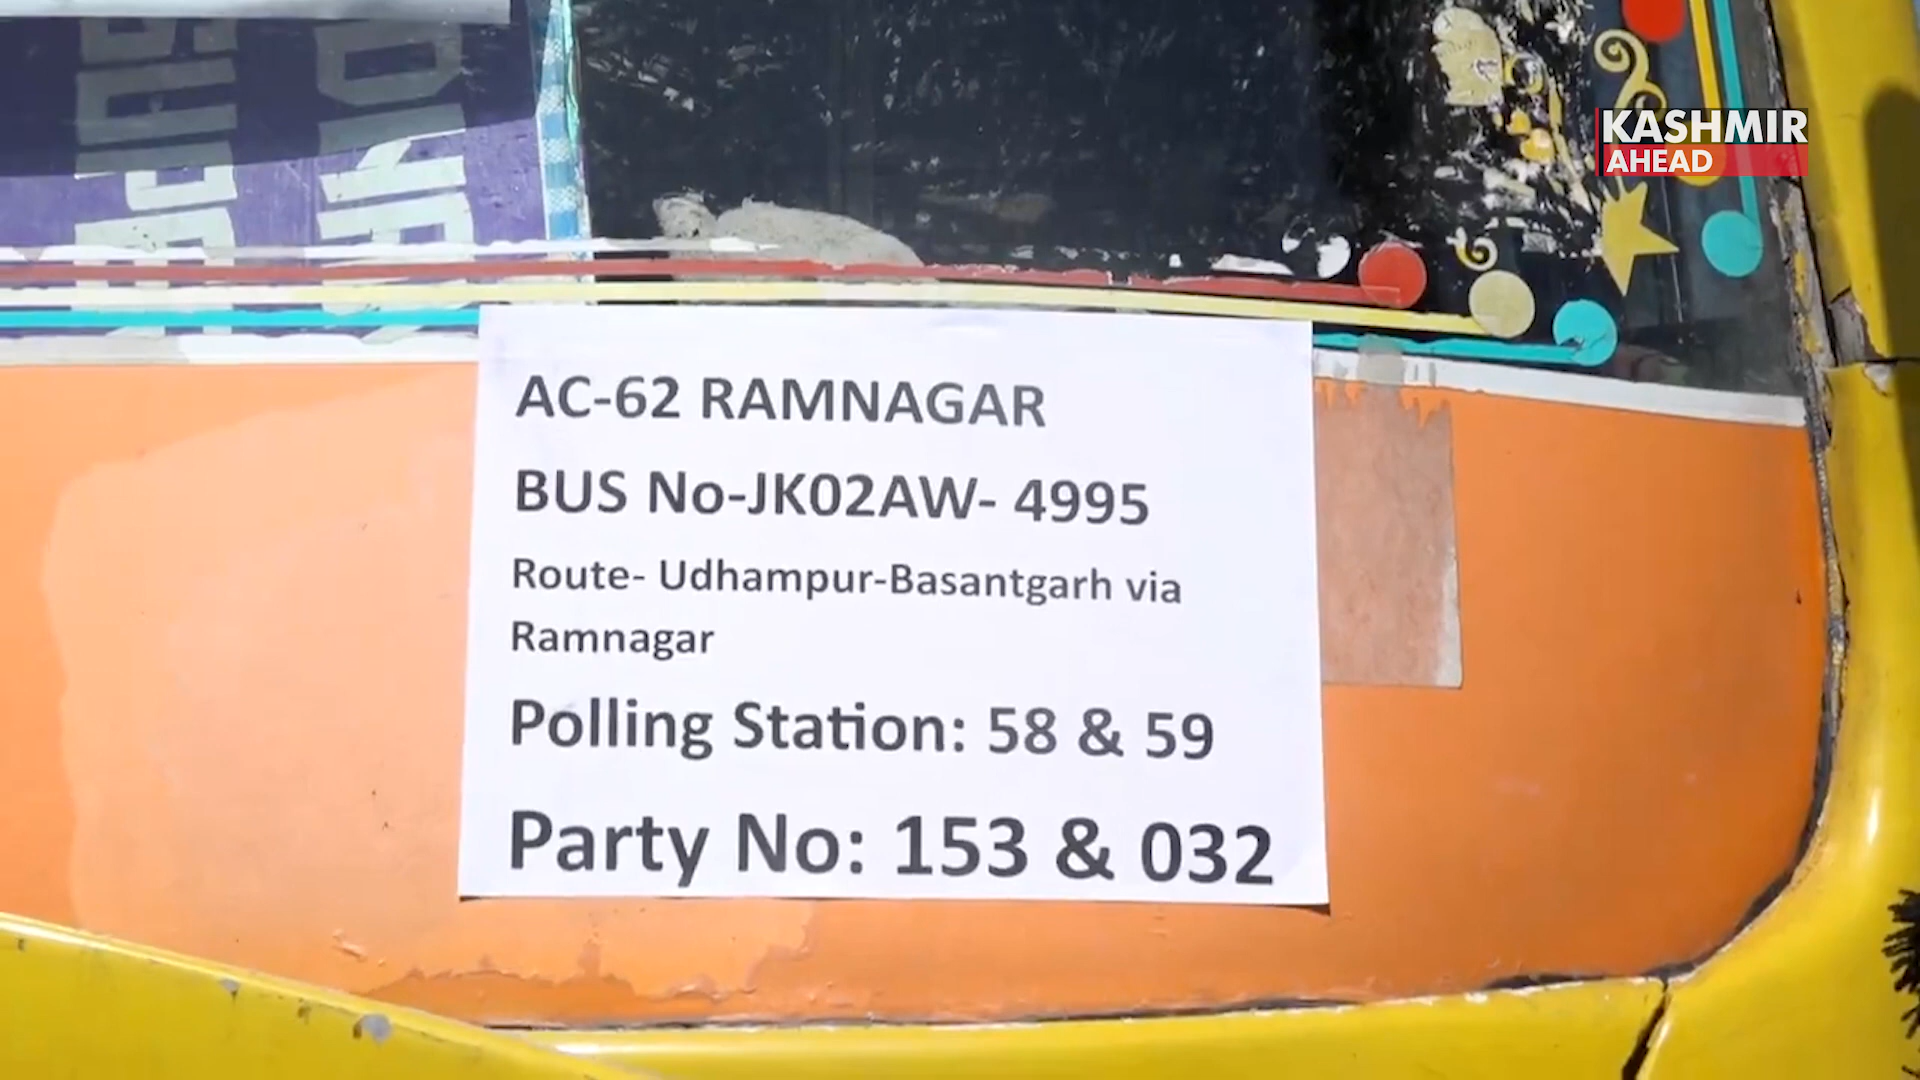 KASHMIR
AHEAD
AC-62 RAMNAGAR
BUS No-JK02AW- 4995
Route- Udhampur-Basantgarh via
Ramnagar
Polling Station: 58 & 59
Party No: 153 & 032